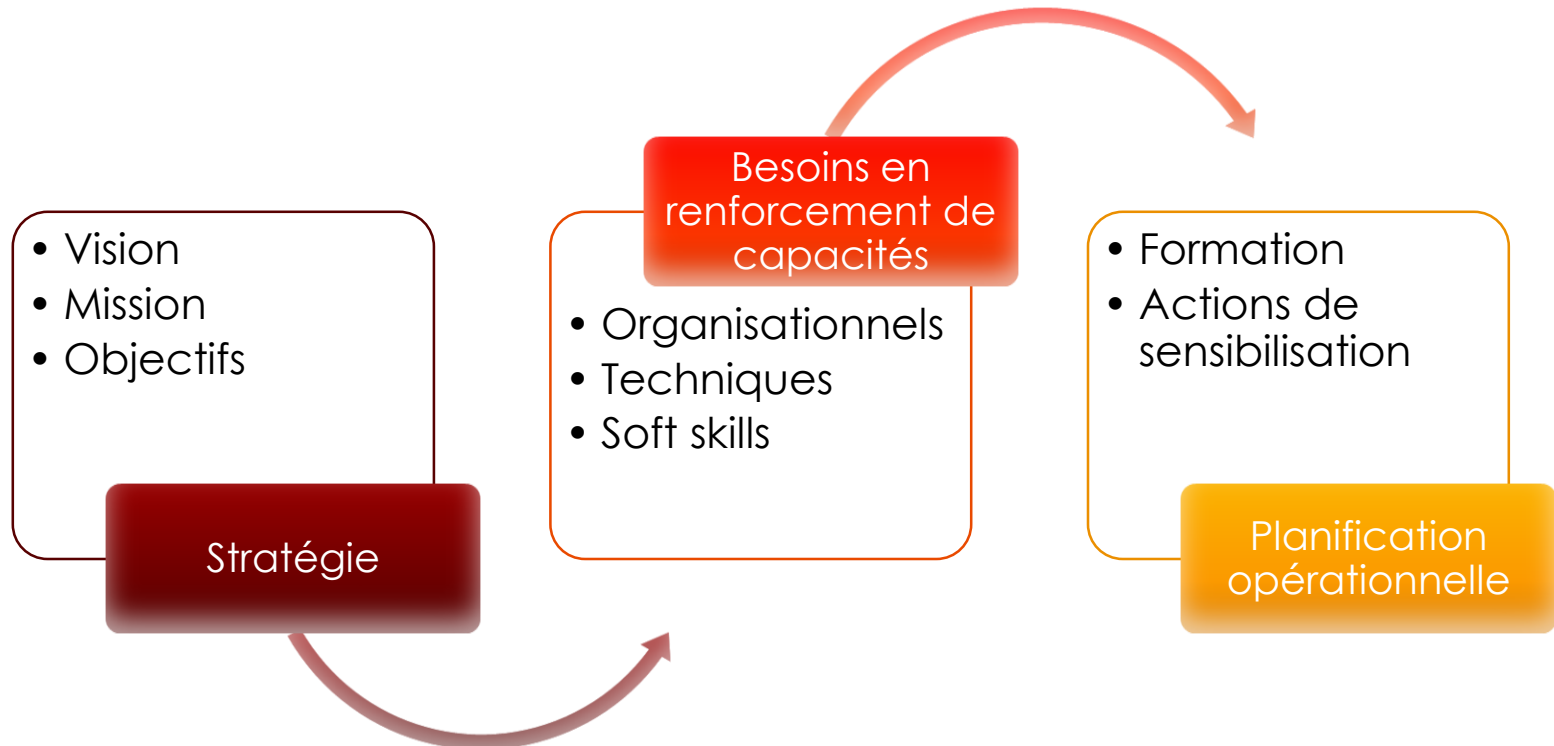 • Vision
• Mission
• Objectifs
Stratégie
Besoins en
renforcement de
capacités
• Organisationnels
• Techniques
• Soft skills
• Formation
• Actions de
sensibilisation
Planification
opérationnelle